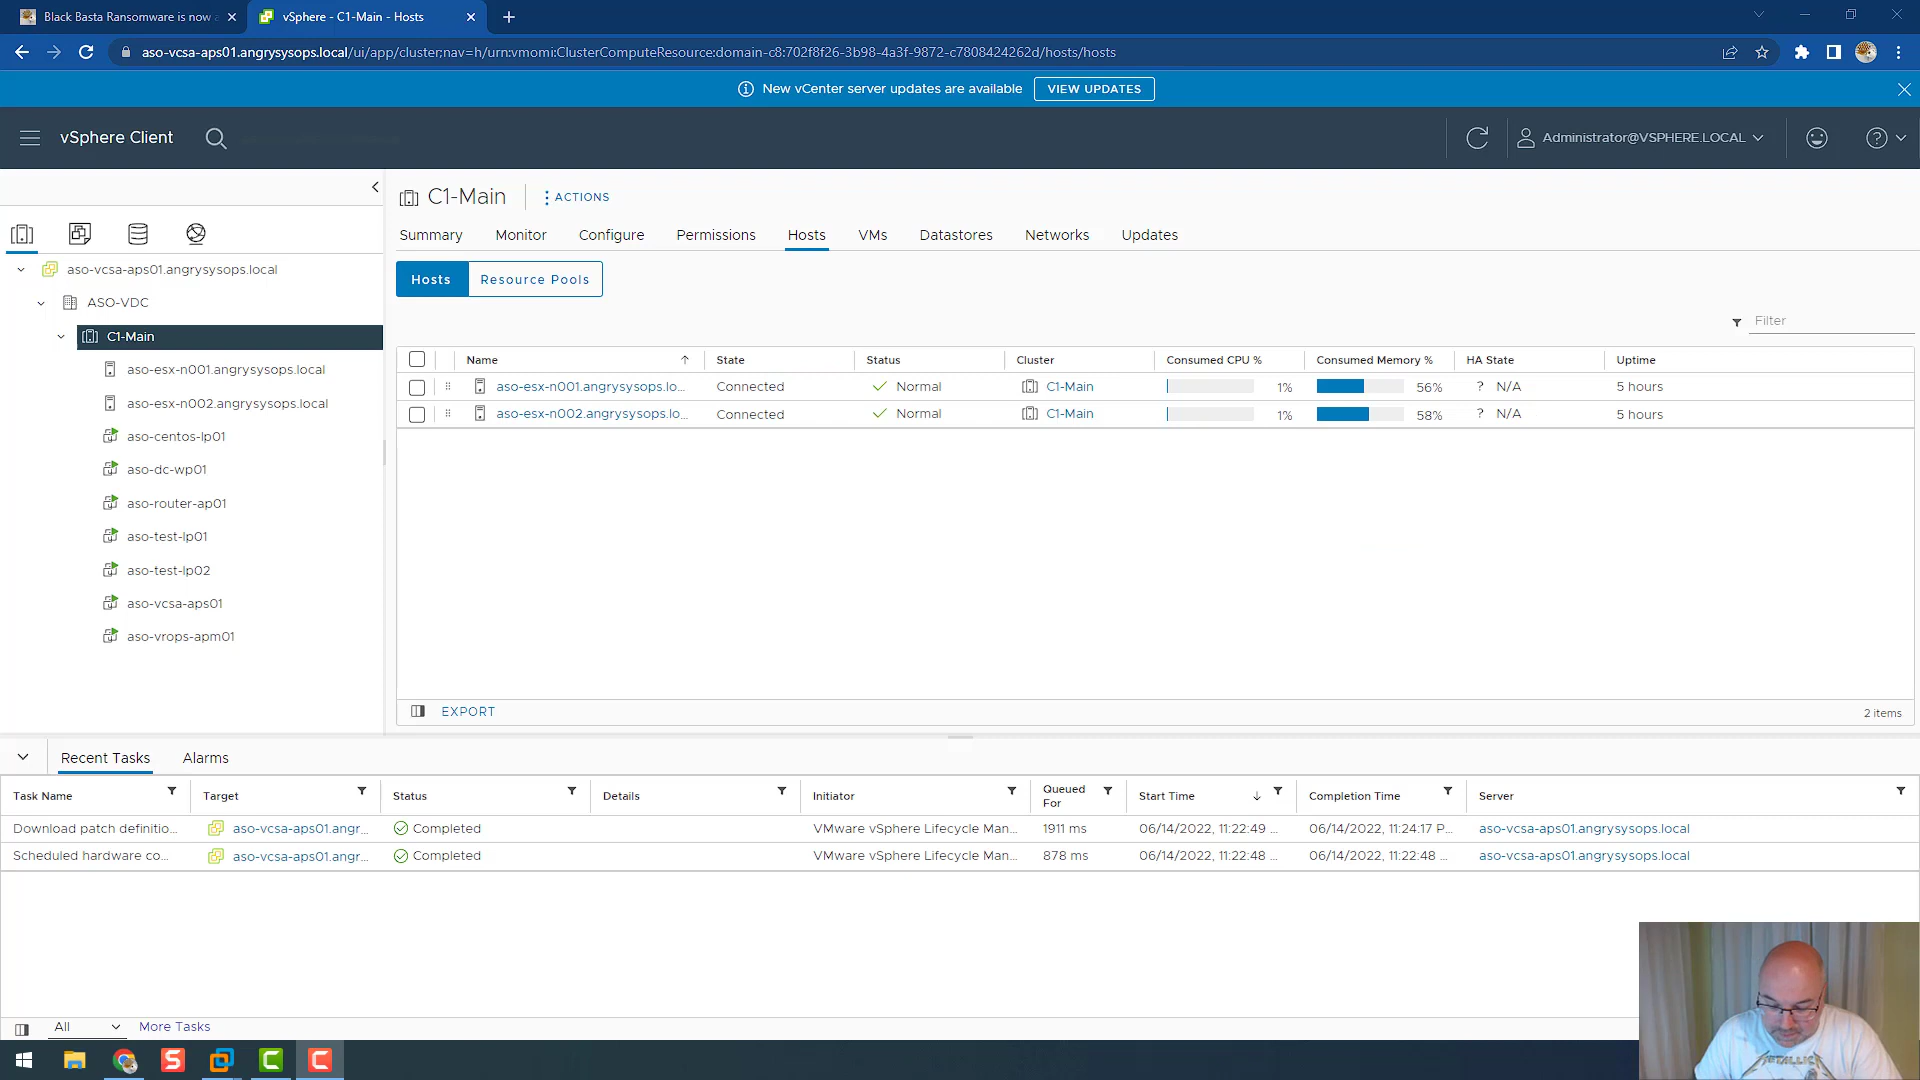 Black Basta Ransomware is now a
vSphere - C1-Main - Hosts
aso-vcsa-aps01.angrysysops.local/ui/app/cluster;nav=h/urn:vmomi:ClusterComputeResource:domain-c8:702f8f26-3b98-4a3f-9872-c7808424262d/hosts/hosts
New vCenter server updates are available VIEW UPDATES
vSphere Client
Administrator@VSPHERE.LOCAL
aso-vcsa-aps01.angrysysops.local
ASO-VDC
C1-Main
aso-esx-n001.angrysysops.local
aso-esx-n002.angrysysops.local
aso-centos-lp01
aso-dc-wp01
aso-router-ap01
aso-test-lp01
aso-test-lp02
aso-vcsa-aps01
aso-vrops-apm01
C1-Main ACTIONS
Summary Monitor Configure Permissions Hosts VMs Datastores Networks Updates
Hosts Resource Pools
Filter
Name State Status Cluster Consumed CPU % Consumed Memory % HA State Uptime
aso-esx-n001.angrysysops.lo... Connected Normal C1-Main 1% 56% ? N/A 5 hours
aso-esx-n002.angrysysops.lo... Connected Normal C1-Main 1% 58% ? N/A 5 hours
EXPORT 2 items
Recent Tasks Alarms
Task Name Target Status Details Initiator Queued For Start Time Completion Time Server
Download patch definitio... aso-vcsa-aps01.angr... Completed VMware vSphere Lifecycle Man... 1911 ms 06/14/2022, 11:22:49 ... 06/14/2022, 11:24:17 P... aso-vcsa-aps01.angrysysops.local
Scheduled hardware co... aso-vcsa-aps01.angr... Completed VMware vSphere Lifecycle Man... 878 ms 06/14/2022, 11:22:48 ... 06/14/2022, 11:22:48 ... aso-vcsa-aps01.angrysysops.local
All More Tasks
METALLICA